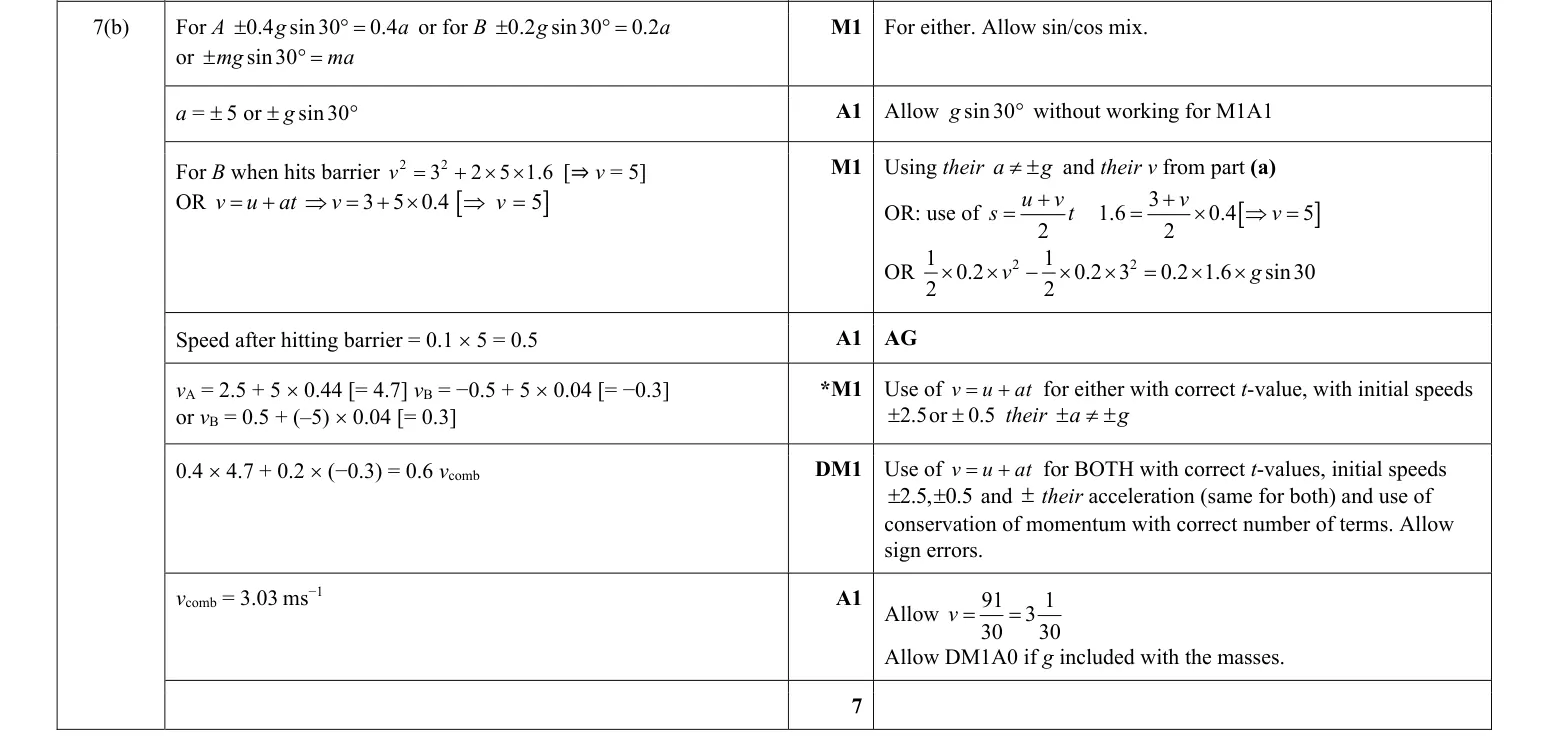 7(b)
For A ±0.4g sin 30° = 0.4a or for B ±0.2g sin 30° = 0.2a
or ±mg sin 30° = ma
M1
For either. Allow sin/cos mix.
a = ± 5 or ± g sin 30°
A1
Allow g sin 30° without working for M1A1
For B when hits barrier v² = 3² + 2 × 5 × 1.6 [⇒ v = 5]
OR v = u + at ⇒ v = 3 + 5 × 0.4 [⇒ v = 5]
M1
Using their a ≠ ±g and their v from part (a)
OR: use of s = (u + v)/2 t 1.6 = (3 + v)/2 × 0.4 [⇒ v = 5]
OR 1/2 × 0.2 × v² − 1/2 × 0.2 × 3² = 0.2 × 1.6 × g sin 30
Speed after hitting barrier = 0.1 × 5 = 0.5
A1
AG
vA = 2.5 + 5 × 0.44 [= 4.7] vB = −0.5 + 5 × 0.04 [= −0.3]
or vB = 0.5 + (–5) × 0.04 [= 0.3]
*M1
Use of v = u + at for either with correct t-value, with initial speeds
±2.5 or ± 0.5 their ±a ≠ ±g
0.4 × 4.7 + 0.2 × (−0.3) = 0.6 vcomb
DM1
Use of v = u + at for BOTH with correct t-values, initial speeds
±2.5,±0.5 and ± their acceleration (same for both) and use of
conservation of momentum with correct number of terms. Allow
sign errors.
vcomb = 3.03 ms⁻¹
A1
Allow v = 91/30 = 3 1/30
Allow DM1A0 if g included with the masses.
7